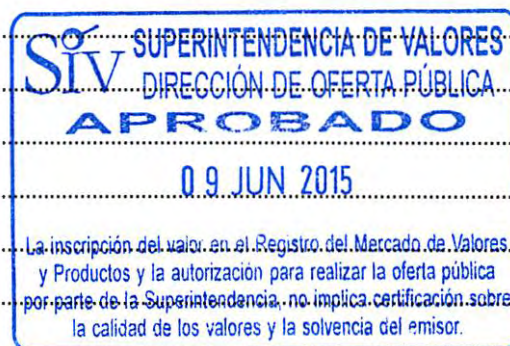 SIV SUPERINTENDENCIA DE VALORES
DIRECCIÓN DE OFERTA PÚBLICA
APROBADO
09 JUN 2015
La inscripción del valor en el Registro del Mercado de Valores
y Productos y la autorización para realizar la oferta pública
por parte de la Superintendencia, no implica certificación sobre
la calidad de los valores y la solvencia del emisor.